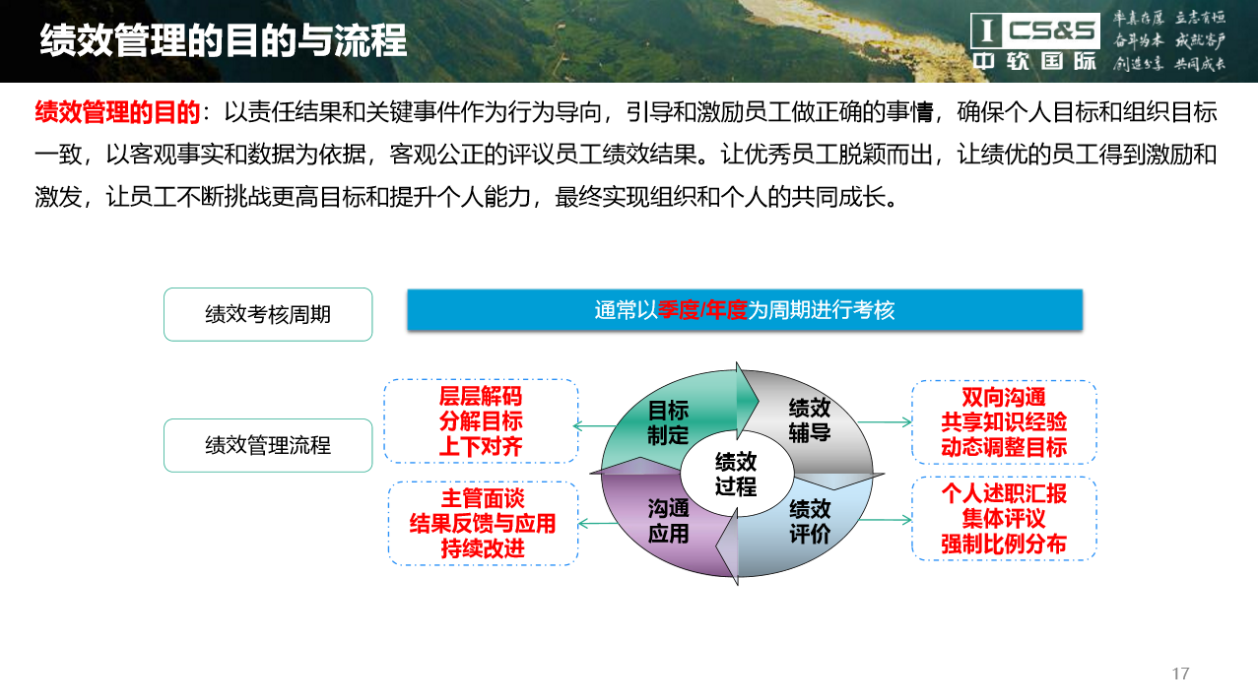 绩效管理的目的与流程
I CS&S
中软国际
率真在属 立志有恒
奋斗为本 成就客户
创造分享 共同成长
绩效管理的目的：以责任结果和关键事件作为行为导向，引导和激励员工做正确的事情，确保个人目标和组织目标
一致，以客观事实和数据为依据，客观公正的评议员工绩效结果。让优秀员工脱颖而出，让绩优的员工得到激励和
激发，让员工不断挑战更高目标和提升个人能力，最终实现组织和个人的共同成长。
绩效考核周期
通常以季度/年度为周期进行考核
绩效管理流程
层层解码
分解目标
上下对齐
目标
制定
绩效
辅导
双向沟通
共享知识经验
动态调整目标
绩效
过程
主管面谈
结果反馈与应用
持续改进
沟通
应用
绩效
评价
个人述职汇报
集体评议
强制比例分布
17